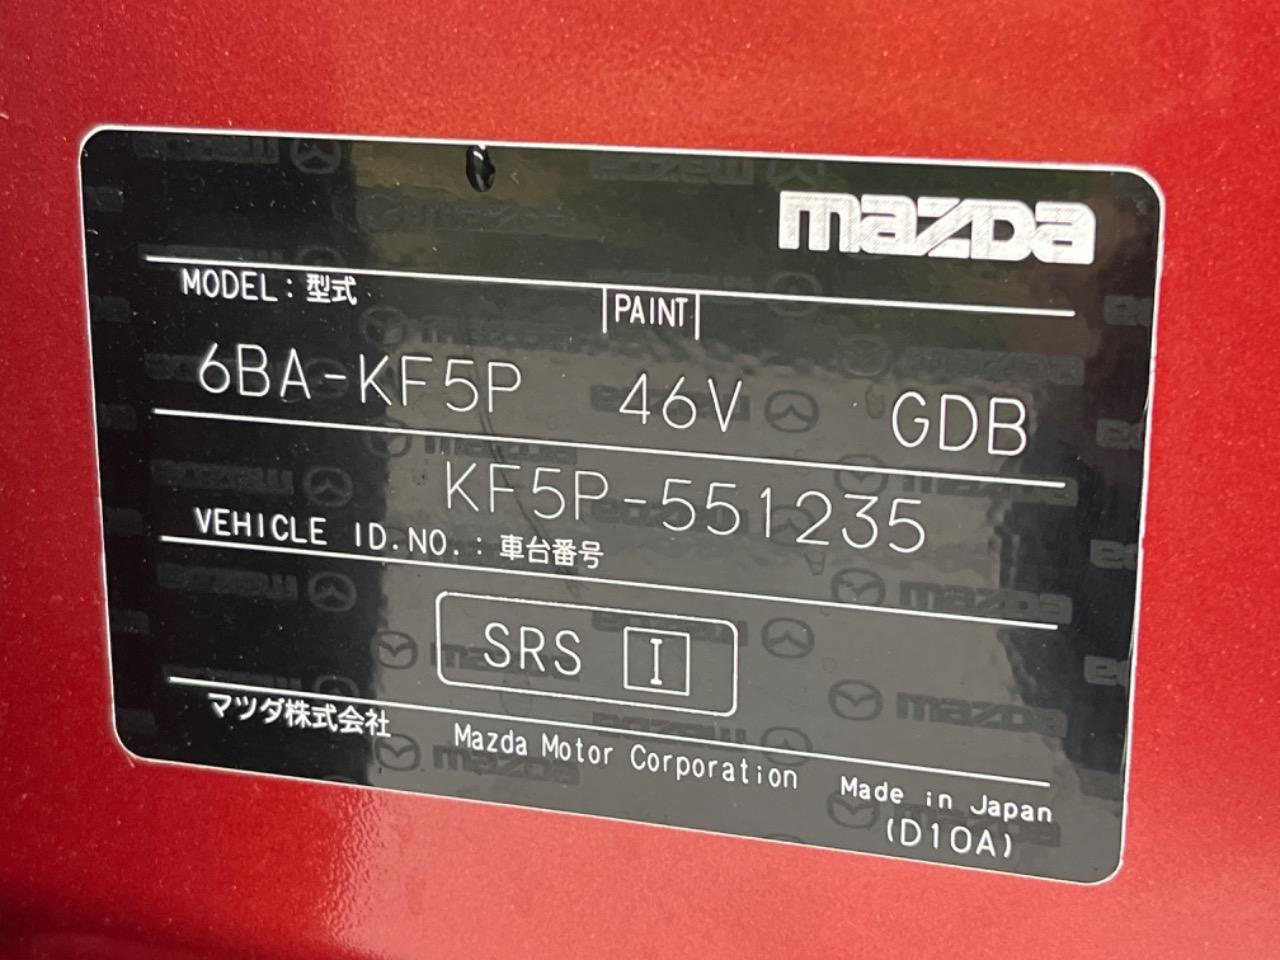 mazda
MODEL : 型式 PAINT
6BA-KF5P 46V GDB
KF5P-551235
VEHICLE ID.NO. : 車台番号
SRS I
マツダ株式会社 Mazda Motor Corporation Made in Japan
(D10A)